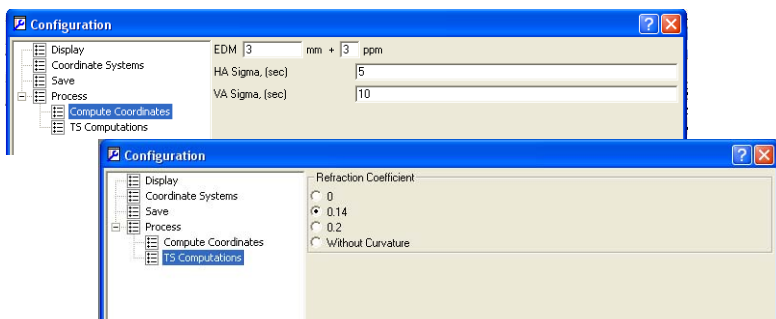 Configuration
Display
Coordinate Systems
Save
Process
Compute Coordinates
TS Computations
EDM 3 mm + 3 ppm
HA Sigma, (sec) 5
VA Sigma, (sec) 10
Configuration
Display
Coordinate Systems
Save
Process
Compute Coordinates
TS Computations
Refraction Coefficient
0
0.14
0.2
Without Curvature